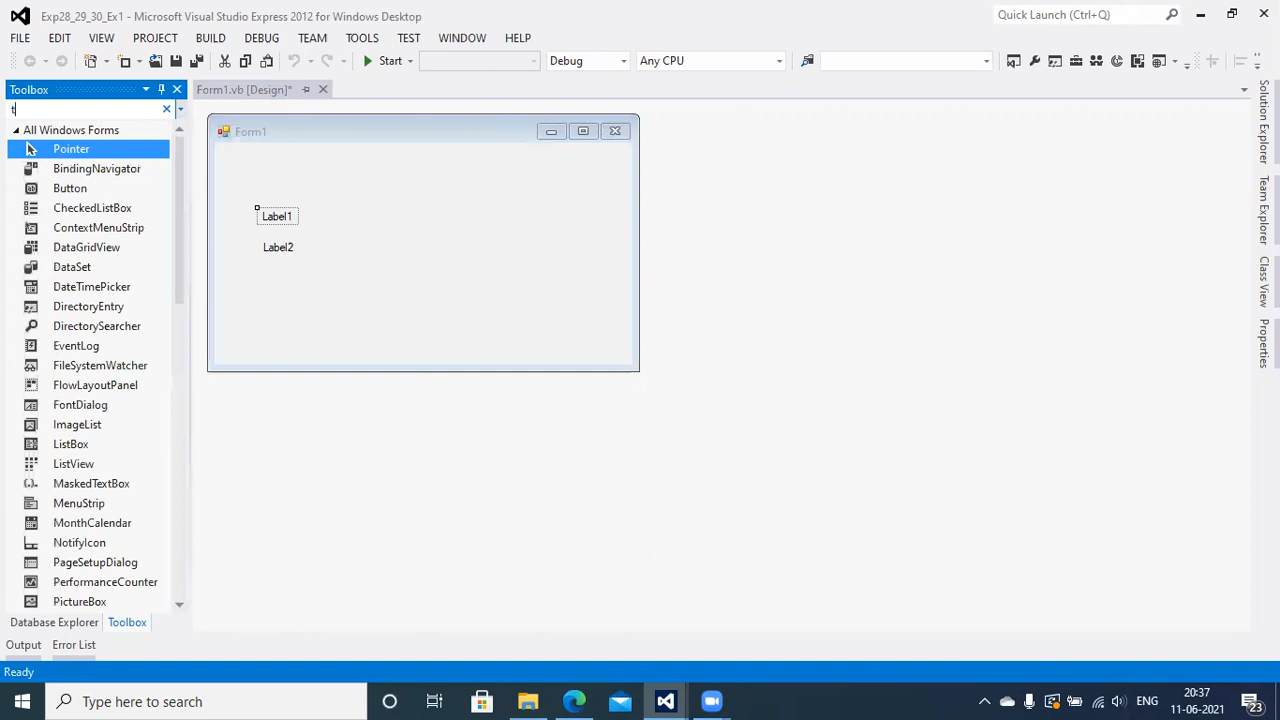 Exp28_29_30_Ex1 - Microsoft Visual Studio Express 2012 for Windows Desktop
Quick Launch (Ctrl+Q)
FILE EDIT VIEW PROJECT BUILD DEBUG TEAM TOOLS TEST WINDOW HELP
Start Debug Any CPU
Toolbox
Form1.vb [Design]*
t
All Windows Forms
Pointer
BindingNavigator
Button
CheckedListBox
ContextMenuStrip
DataGridView
DataSet
DateTimePicker
DirectoryEntry
DirectorySearcher
EventLog
FileSystemWatcher
FlowLayoutPanel
FontDialog
ImageList
ListBox
ListView
MaskedTextBox
MenuStrip
MonthCalendar
NotifyIcon
PageSetupDialog
PerformanceCounter
PictureBox
Form1
Label1
Label2
Solution Explorer
Team Explorer
Class View
Properties
Database Explorer Toolbox
Output Error List
Ready
Type here to search
ENG
20:37
11-06-2021
23